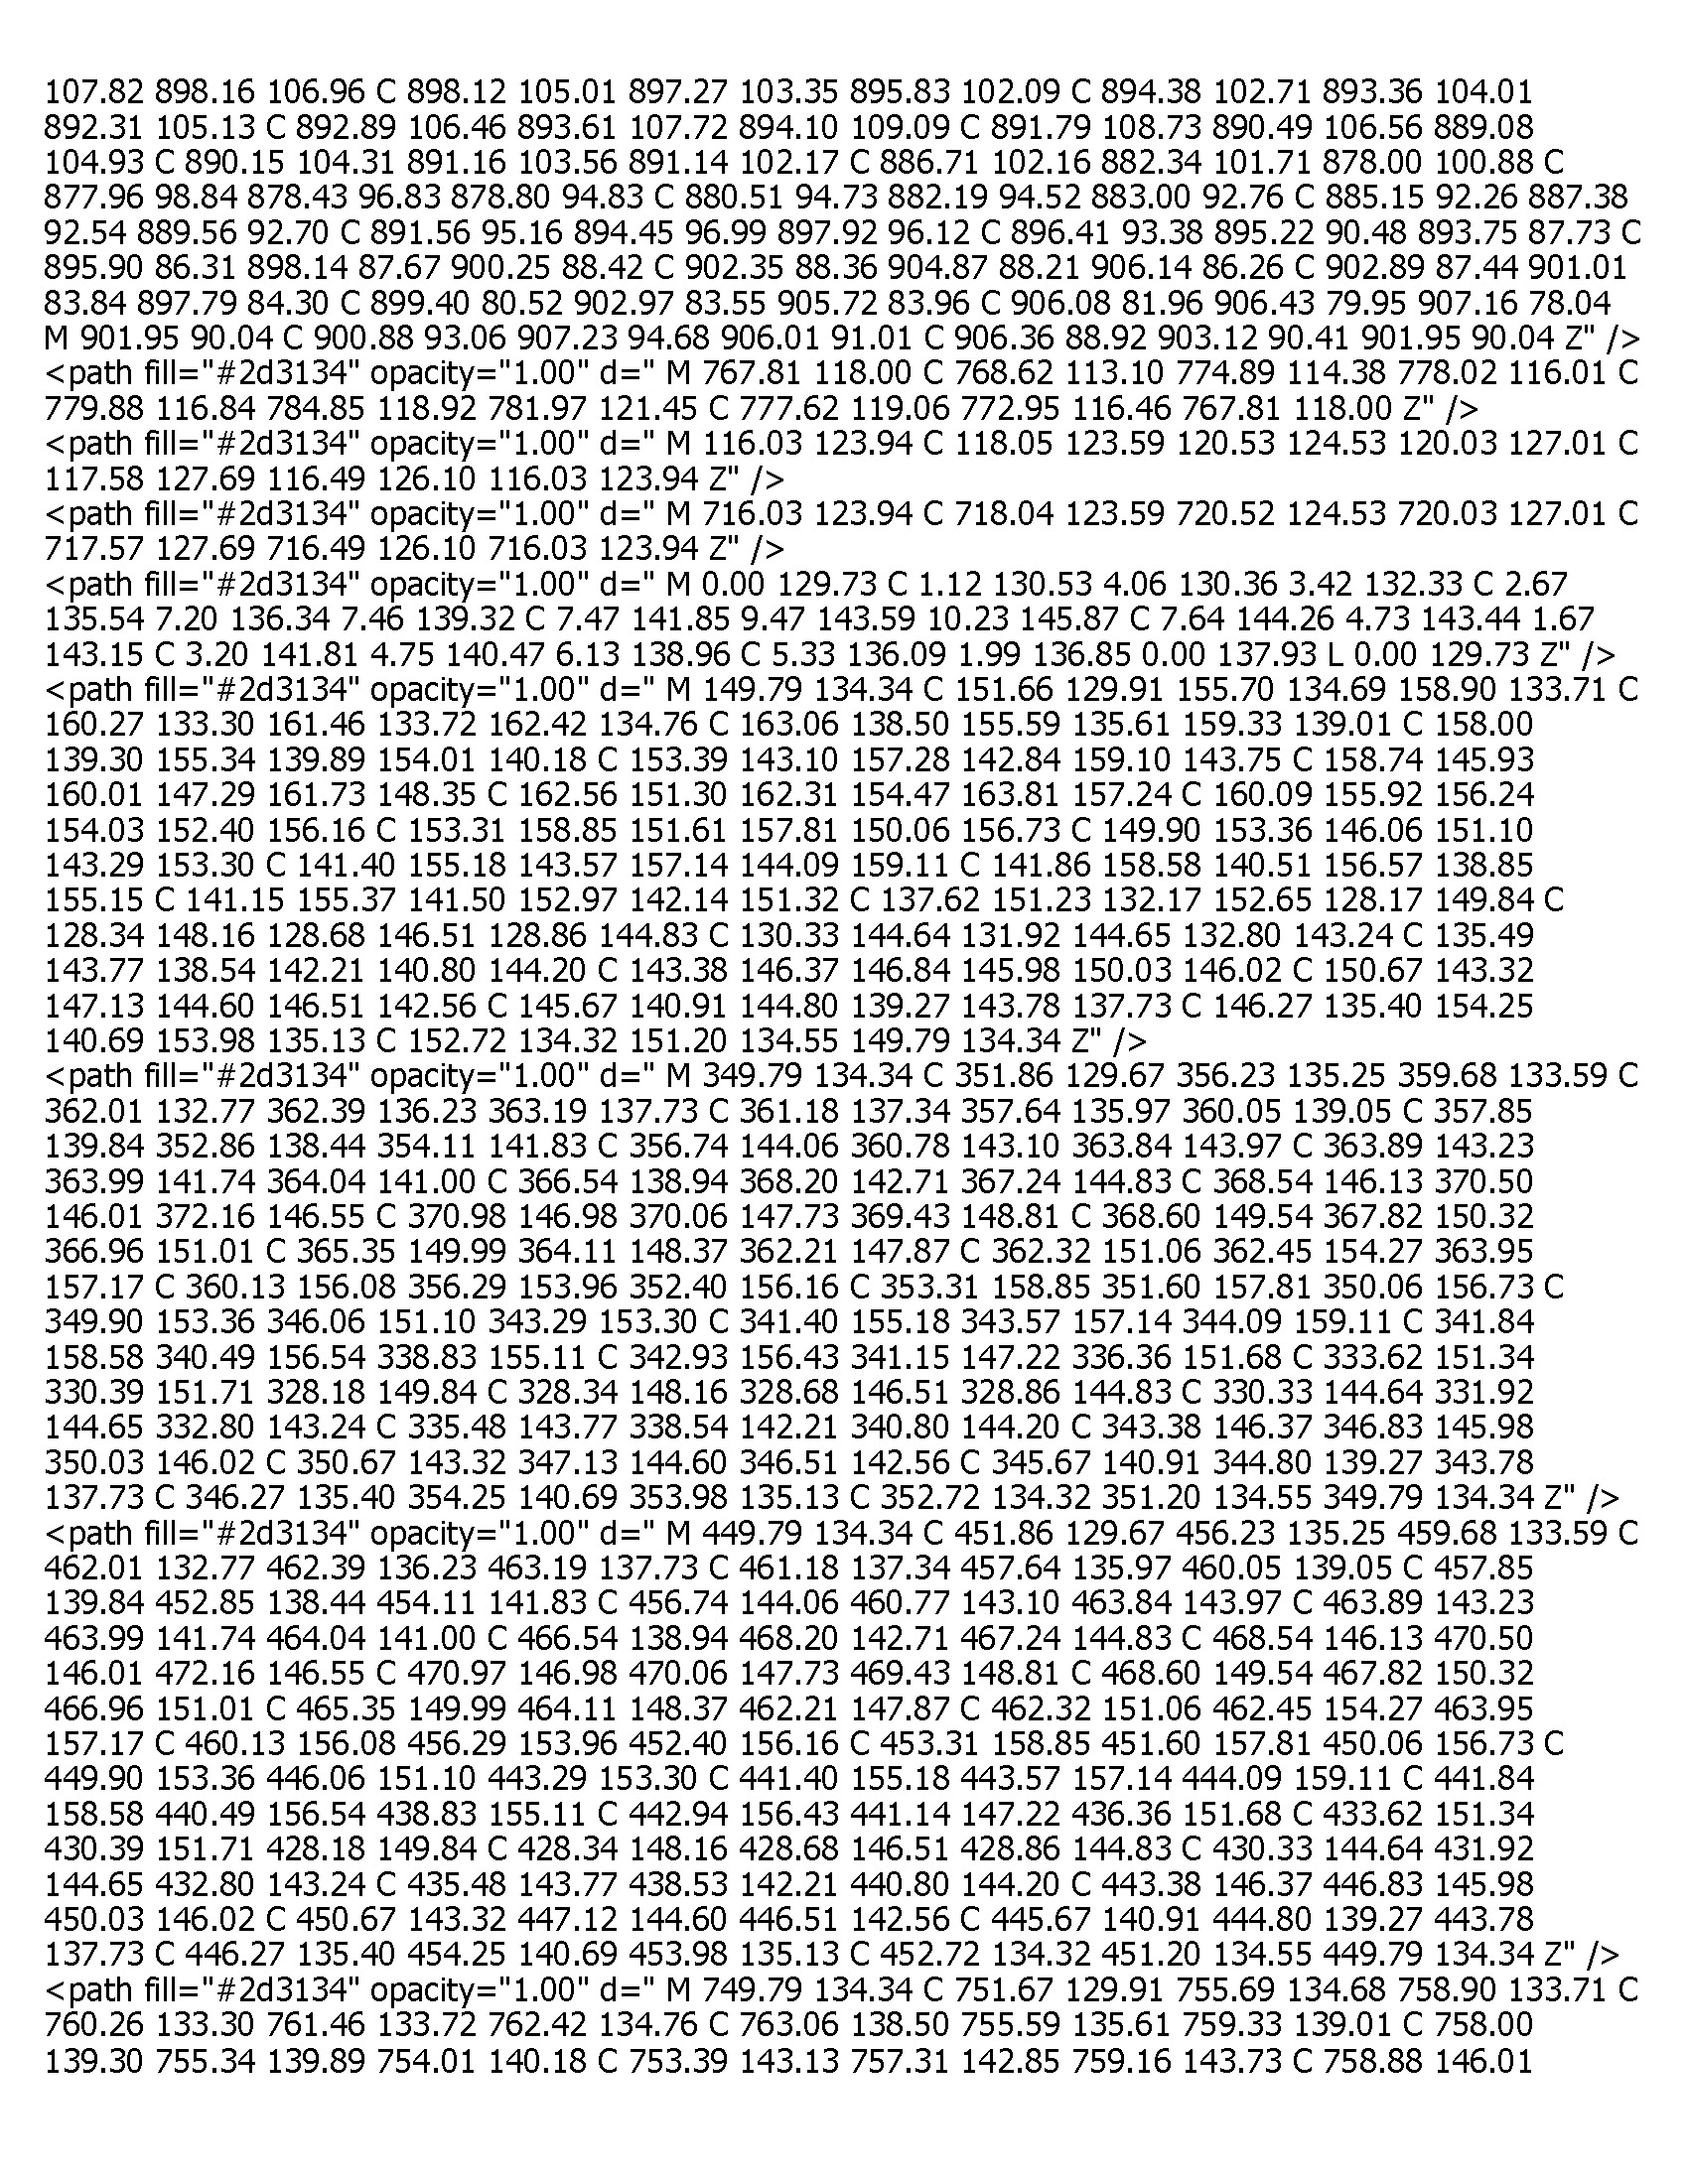 107.82 898.16 106.96 C 898.12 105.01 897.27 103.35 895.83 102.09 C 894.38 102.71 893.36 104.01
892.31 105.13 C 892.89 106.46 893.61 107.72 894.10 109.09 C 891.79 108.73 890.49 106.56 889.08
104.93 C 890.15 104.31 891.16 103.56 891.14 102.17 C 886.71 102.16 882.34 101.71 878.00 100.88 C
877.96 98.84 878.43 96.83 878.80 94.83 C 880.51 94.73 882.19 94.52 883.00 92.76 C 885.15 92.26 887.38
92.54 889.56 92.70 C 891.56 95.16 894.45 96.99 897.92 96.12 C 896.41 93.38 895.22 90.48 893.75 87.73 C
895.90 86.31 898.14 87.67 900.25 88.42 C 902.35 88.36 904.87 88.21 906.14 86.26 C 902.89 87.44 901.01
83.84 897.79 84.30 C 899.40 80.52 902.97 83.55 905.72 83.96 C 906.08 81.96 906.43 79.95 907.16 78.04
M 901.95 90.04 C 900.88 93.06 907.23 94.68 906.01 91.01 C 906.36 88.92 903.12 90.41 901.95 90.04 Z" />
<path fill="#2d3134" opacity="1.00" d=" M 767.81 118.00 C 768.62 113.10 774.89 114.38 778.02 116.01 C
779.88 116.84 784.85 118.92 781.97 121.45 C 777.62 119.06 772.95 116.46 767.81 118.00 Z" />
<path fill="#2d3134" opacity="1.00" d=" M 116.03 123.94 C 118.05 123.59 120.53 124.53 120.03 127.01 C
117.58 127.69 116.49 126.10 116.03 123.94 Z" />
<path fill="#2d3134" opacity="1.00" d=" M 716.03 123.94 C 718.04 123.59 720.52 124.53 720.03 127.01 C
717.57 127.69 716.49 126.10 716.03 123.94 Z" />
<path fill="#2d3134" opacity="1.00" d=" M 0.00 129.73 C 1.12 130.53 4.06 130.36 3.42 132.33 C 2.67
135.54 7.20 136.34 7.46 139.32 C 7.47 141.85 9.47 143.59 10.23 145.87 C 7.64 144.26 4.73 143.44 1.67
143.15 C 3.20 141.81 4.75 140.47 6.13 138.96 C 5.33 136.09 1.99 136.85 0.00 137.93 L 0.00 129.73 Z" />
<path fill="#2d3134" opacity="1.00" d=" M 149.79 134.34 C 151.66 129.91 155.70 134.69 158.90 133.71 C
160.27 133.30 161.46 133.72 162.42 134.76 C 163.06 138.50 155.59 135.61 159.33 139.01 C 158.00
139.30 155.34 139.89 154.01 140.18 C 153.39 143.10 157.28 142.84 159.10 143.75 C 158.74 145.93
160.01 147.29 161.73 148.35 C 162.56 151.30 162.31 154.47 163.81 157.24 C 160.09 155.92 156.24
154.03 152.40 156.16 C 153.31 158.85 151.61 157.81 150.06 156.73 C 149.90 153.36 146.06 151.10
143.29 153.30 C 141.40 155.18 143.57 157.14 144.09 159.11 C 141.86 158.58 140.51 156.57 138.85
155.15 C 141.15 155.37 141.50 152.97 142.14 151.32 C 137.62 151.23 132.17 152.65 128.17 149.84 C
128.34 148.16 128.68 146.51 128.86 144.83 C 130.33 144.64 131.92 144.65 132.80 143.24 C 135.49
143.77 138.54 142.21 140.80 144.20 C 143.38 146.37 146.84 145.98 150.03 146.02 C 150.67 143.32
147.13 144.60 146.51 142.56 C 145.67 140.91 144.80 139.27 143.78 137.73 C 146.27 135.40 154.25
140.69 153.98 135.13 C 152.72 134.32 151.20 134.55 149.79 134.34 Z" />
<path fill="#2d3134" opacity="1.00" d=" M 349.79 134.34 C 351.86 129.67 356.23 135.25 359.68 133.59 C
362.01 132.77 362.39 136.23 363.19 137.73 C 361.18 137.34 357.64 135.97 360.05 139.05 C 357.85
139.84 352.86 138.44 354.11 141.83 C 356.74 144.06 360.78 143.10 363.84 143.97 C 363.89 143.23
363.99 141.74 364.04 141.00 C 366.54 138.94 368.20 142.71 367.24 144.83 C 368.54 146.13 370.50
146.01 372.16 146.55 C 370.98 146.98 370.06 147.73 369.43 148.81 C 368.60 149.54 367.82 150.32
366.96 151.01 C 365.35 149.99 364.11 148.37 362.21 147.87 C 362.32 151.06 362.45 154.27 363.95
157.17 C 360.13 156.08 356.29 153.96 352.40 156.16 C 353.31 158.85 351.60 157.81 350.06 156.73 C
349.90 153.36 346.06 151.10 343.29 153.30 C 341.40 155.18 343.57 157.14 344.09 159.11 C 341.84
158.58 340.49 156.54 338.83 155.11 C 342.93 156.43 341.15 147.22 336.36 151.68 C 333.62 151.34
330.39 151.71 328.18 149.84 C 328.34 148.16 328.68 146.51 328.86 144.83 C 330.33 144.64 331.92
144.65 332.80 143.24 C 335.48 143.77 338.54 142.21 340.80 144.20 C 343.38 146.37 346.83 145.98
350.03 146.02 C 350.67 143.32 347.13 144.60 346.51 142.56 C 345.67 140.91 344.80 139.27 343.78
137.73 C 346.27 135.40 354.25 140.69 353.98 135.13 C 352.72 134.32 351.20 134.55 349.79 134.34 Z" />
<path fill="#2d3134" opacity="1.00" d=" M 449.79 134.34 C 451.86 129.67 456.23 135.25 459.68 133.59 C
462.01 132.77 462.39 136.23 463.19 137.73 C 461.18 137.34 457.64 135.97 460.05 139.05 C 457.85
139.84 452.85 138.44 454.11 141.83 C 456.74 144.06 460.77 143.10 463.84 143.97 C 463.89 143.23
463.99 141.74 464.04 141.00 C 466.54 138.94 468.20 142.71 467.24 144.83 C 468.54 146.13 470.50
146.01 472.16 146.55 C 470.97 146.98 470.06 147.73 469.43 148.81 C 468.60 149.54 467.82 150.32
466.96 151.01 C 465.35 149.99 464.11 148.37 462.21 147.87 C 462.32 151.06 462.45 154.27 463.95
157.17 C 460.13 156.08 456.29 153.96 452.40 156.16 C 453.31 158.85 451.60 157.81 450.06 156.73 C
449.90 153.36 446.06 151.10 443.29 153.30 C 441.40 155.18 443.57 157.14 444.09 159.11 C 441.84
158.58 440.49 156.54 438.83 155.11 C 442.94 156.43 441.14 147.22 436.36 151.68 C 433.62 151.34
430.39 151.71 428.18 149.84 C 428.34 148.16 428.68 146.51 428.86 144.83 C 430.33 144.64 431.92
144.65 432.80 143.24 C 435.48 143.77 438.53 142.21 440.80 144.20 C 443.38 146.37 446.83 145.98
450.03 146.02 C 450.67 143.32 447.12 144.60 446.51 142.56 C 445.67 140.91 444.80 139.27 443.78
137.73 C 446.27 135.40 454.25 140.69 453.98 135.13 C 452.72 134.32 451.20 134.55 449.79 134.34 Z" />
<path fill="#2d3134" opacity="1.00" d=" M 749.79 134.34 C 751.67 129.91 755.69 134.68 758.90 133.71 C
760.26 133.30 761.46 133.72 762.42 134.76 C 763.06 138.50 755.59 135.61 759.33 139.01 C 758.00
139.30 755.34 139.89 754.01 140.18 C 753.39 143.13 757.31 142.85 759.16 143.73 C 758.88 146.01